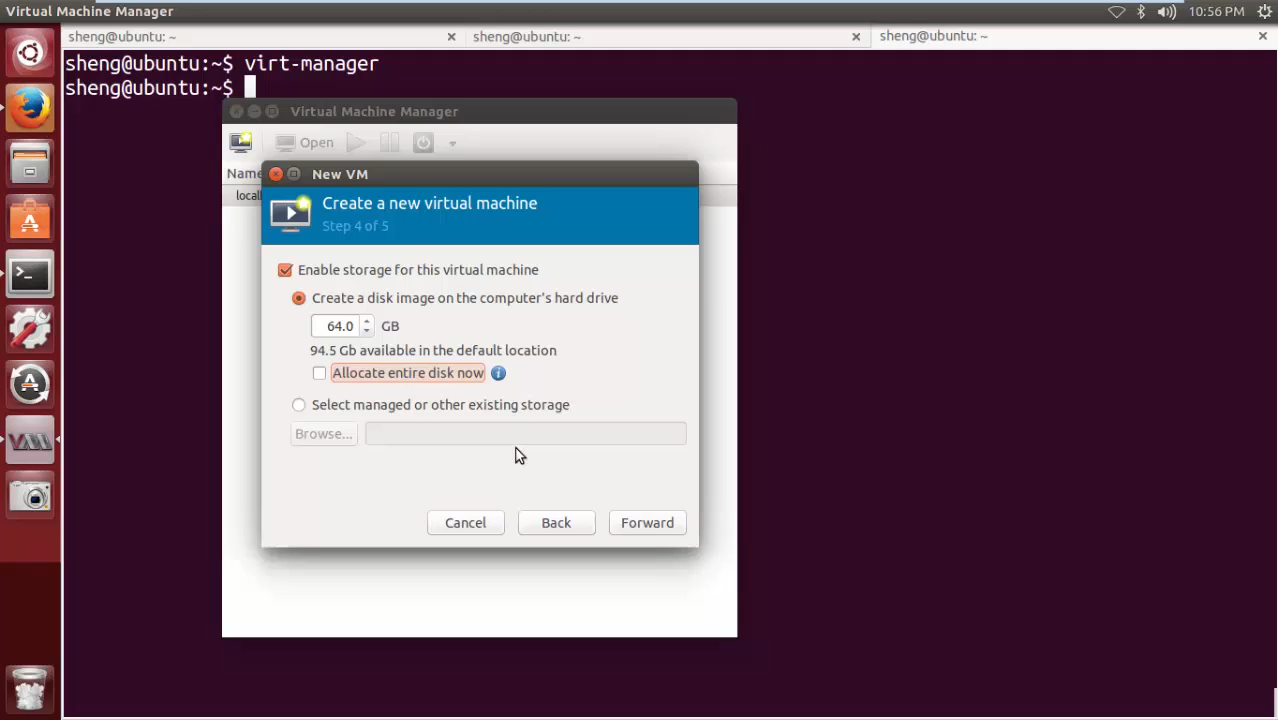 Virtual Machine Manager
10:56 PM
sheng@ubuntu: ~
sheng@ubuntu: ~
sheng@ubuntu: ~
sheng@ubuntu:~$ virt-manager
sheng@ubuntu:~$
Virtual Machine Manager
Open
Name
New VM
locall
Create a new virtual machine
Step 4 of 5
Enable storage for this virtual machine
Create a disk image on the computer's hard drive
64.0 GB
94.5 Gb available in the default location
Allocate entire disk now
Select managed or other existing storage
Browse...
Cancel
Back
Forward